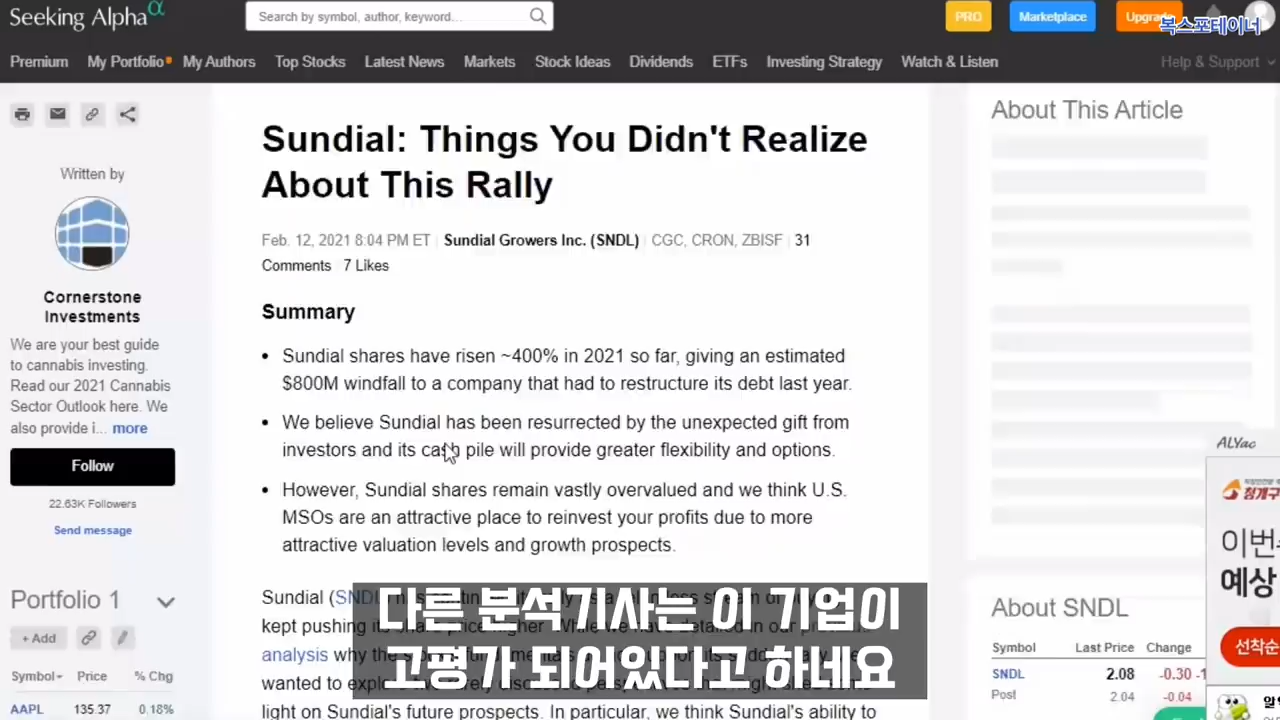 Seeking Alpha α
Search by symbol, author, keyword...
PRO
Marketplace
Upgrade
복스포테이너
Premium
My Portfolio
My Authors
Top Stocks
Latest News
Markets
Stock Ideas
Dividends
ETFs
Investing Strategy
Watch & Listen
Help & Support
Written by
Cornerstone
Investments
We are your best guide
to cannabis investing.
Read our 2021 Cannabis
Sector Outlook here. We
also provide i... more
Follow
22.63K Followers
Send message
Portfolio 1
+ Add
Symbol Price % Chg
AAPL 135.37 0.18%
Sundial: Things You Didn't Realize
About This Rally
Feb. 12, 2021 8:04 PM ET | Sundial Growers Inc. (SNDL) | CGC, CRON, ZBISF | 31
Comments 7 Likes
Summary
• Sundial shares have risen ~400% in 2021 so far, giving an estimated
$800M windfall to a company that had to restructure its debt last year.
• We believe Sundial has been resurrected by the unexpected gift from
investors and its cash pile will provide greater flexibility and options.
• However, Sundial shares remain vastly overvalued and we think U.S.
MSOs are an attractive place to reinvest your profits due to more
attractive valuation levels and growth prospects.
Sundial (SNDL)
kept pushing
analysis why the
wanted to
light on Sundial's future prospects. In particular, we think Sundial's ability to
다른 분석기사는 이 기업이
고평가 되어있다고 하네요
About This Article
ALYac
이번
예상
선착순
About SNDL
Symbol Last Price Change
SNDL 2.08 -0.30
Post 2.04 -0.04